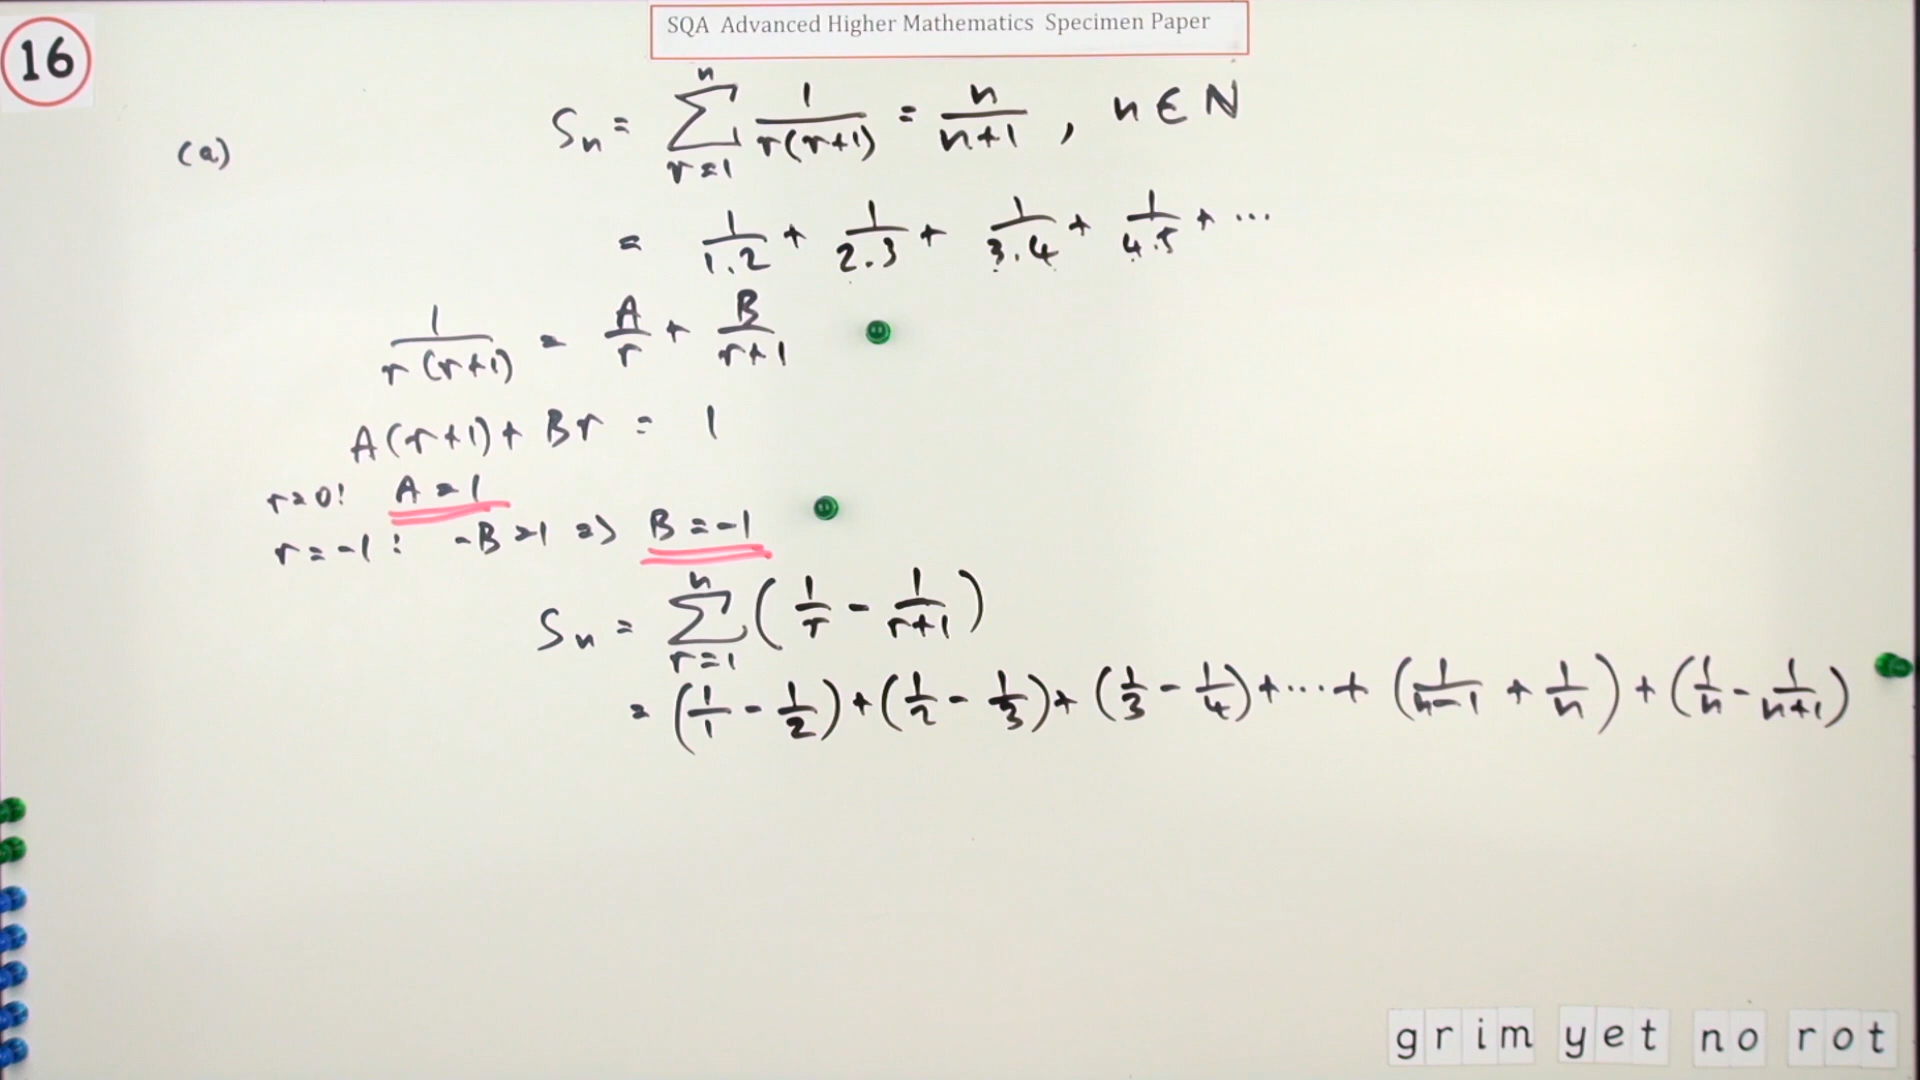 16
SQA Advanced Higher Mathematics Specimen Paper
(a)
Sₙ = ∑ⁿᵣ₌₁ 1/r(r+1) = n/n+1 , n ∈ ℕ
= 1/1.2 + 1/2.3 + 1/3.4 + 1/4.5 + ...
1/r(r+1) = A/r + B/r+1
A(r+1) + Br = 1
r=0: A=1
r=-1: -B=1 => B=-1
Sₙ = ∑ⁿᵣ₌₁ (1/r - 1/r+1)
= (1/1 - 1/2) + (1/2 - 1/3) + (1/3 - 1/4) + ... + (1/n-1 + 1/n) + (1/n - 1/n+1)
grim yet no rot